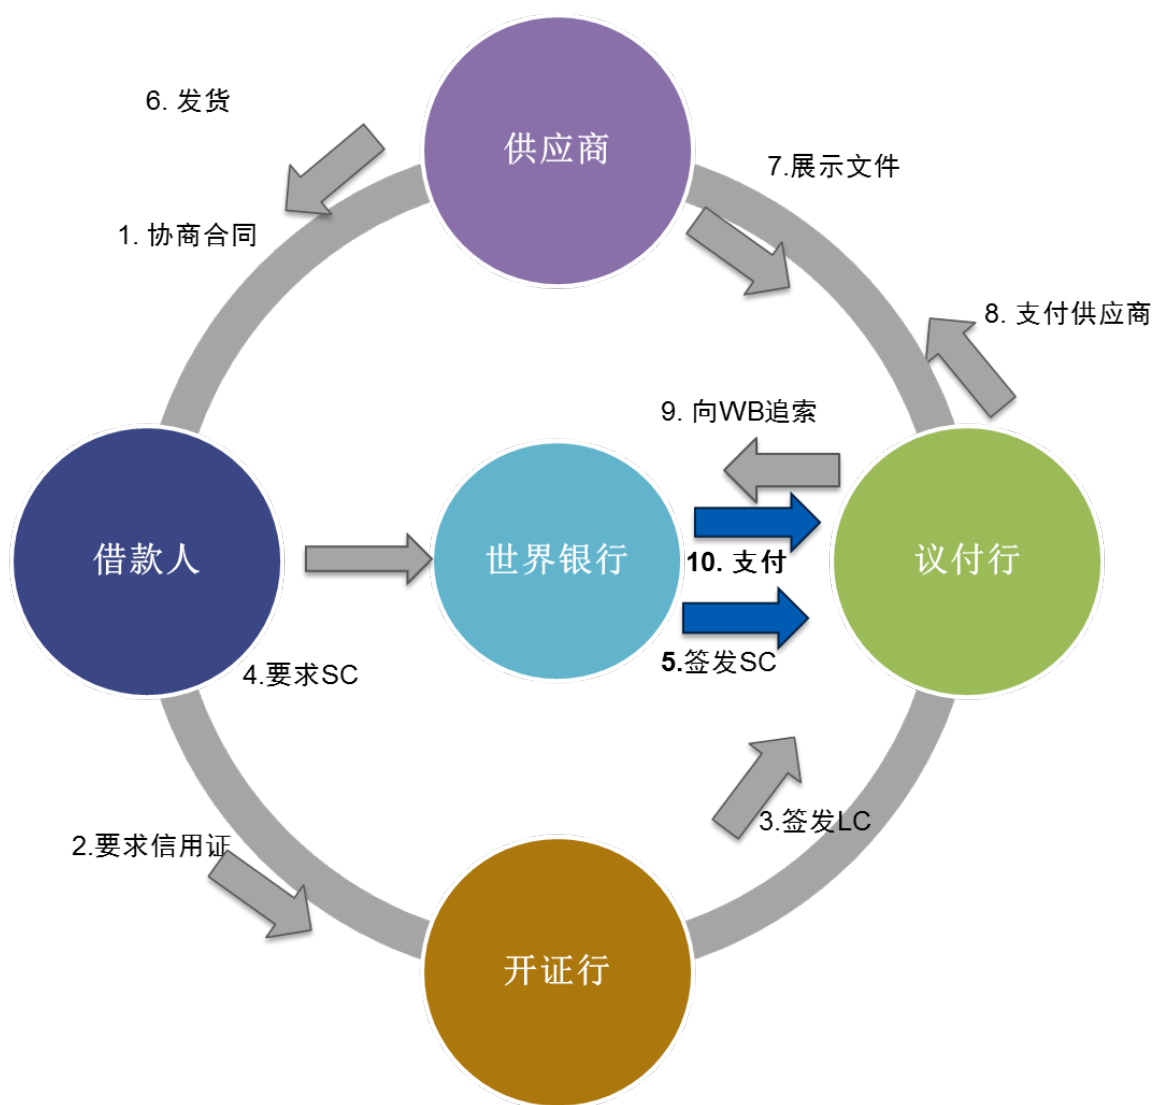 6. 发货
供应商
7.展示文件
1. 协商合同
8. 支付供应商
9. 向WB追索
借款人
世界银行
10. 支付
议付行
4.要求SC
5.签发SC
2.要求信用证
3.签发LC
开证行